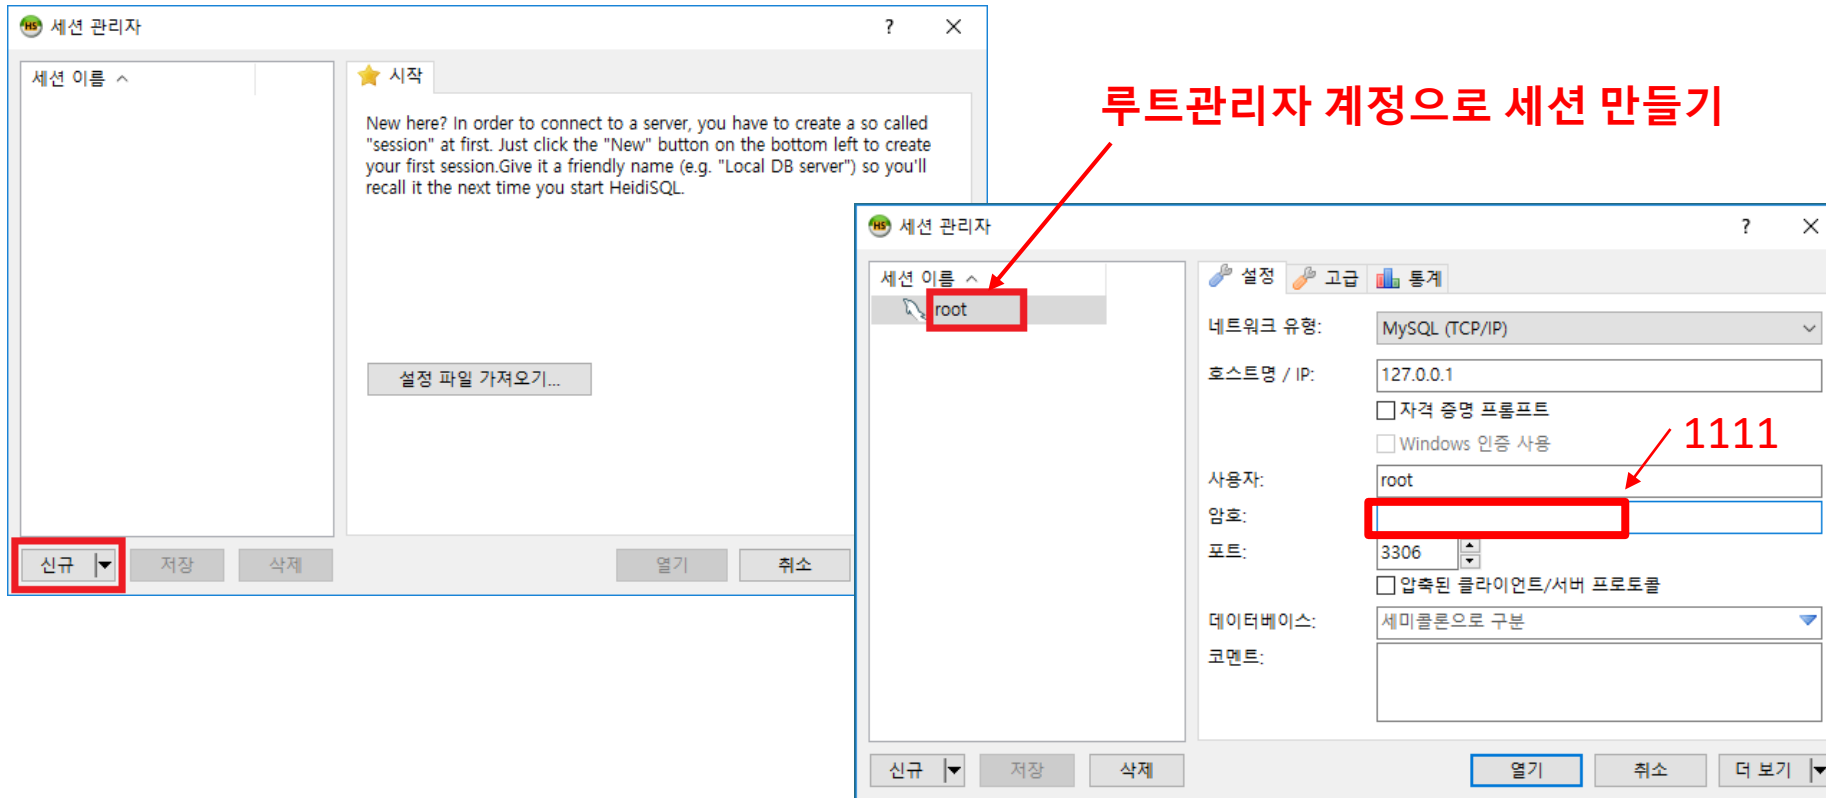 세션 관리자
세션 이름
시작
New here? In order to connect to a server, you have to create a so called
"session" at first. Just click the "New" button on the bottom left to create
your first session.Give it a friendly name (e.g. "Local DB server") so you'll
recall it the next time you start HeidiSQL.
설정 파일 가져오기...
신규
저장
삭제
열기
취소
루트관리자 계정으로 세션 만들기
세션 관리자
세션 이름
root
설정
고급
통계
네트워크 유형:
MySQL (TCP/IP)
호스트명 / IP:
127.0.0.1
자격 증명 프롬프트
Windows 인증 사용
1111
사용자:
root
암호:
포트:
3306
압축된 클라이언트/서버 프로토콜
데이터베이스:
세미콜론으로 구분
코멘트:
신규
저장
삭제
열기
취소
더 보기